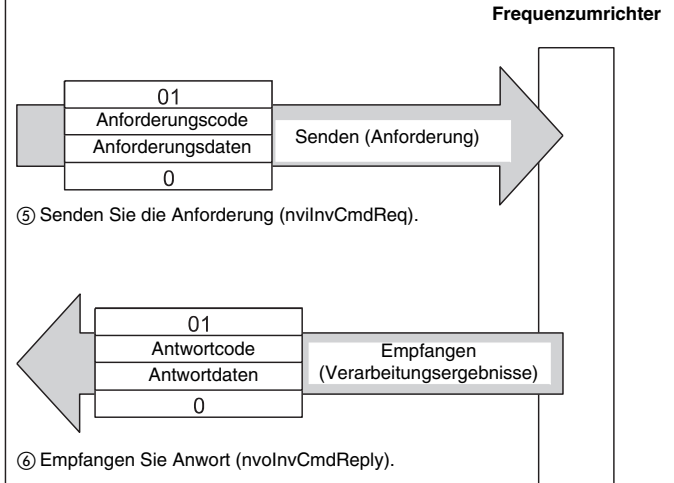 Frequenzumrichter
01
Anforderungscode
Anforderungsdaten
0
Senden (Anforderung)
⑤ Senden Sie die Anforderung (nviInvCmdReq).
01
Antwortcode
Antwortdaten
0
Empfangen
(Verarbeitungsergebnisse)
⑥ Empfangen Sie Anwort (nvoInvCmdReply).